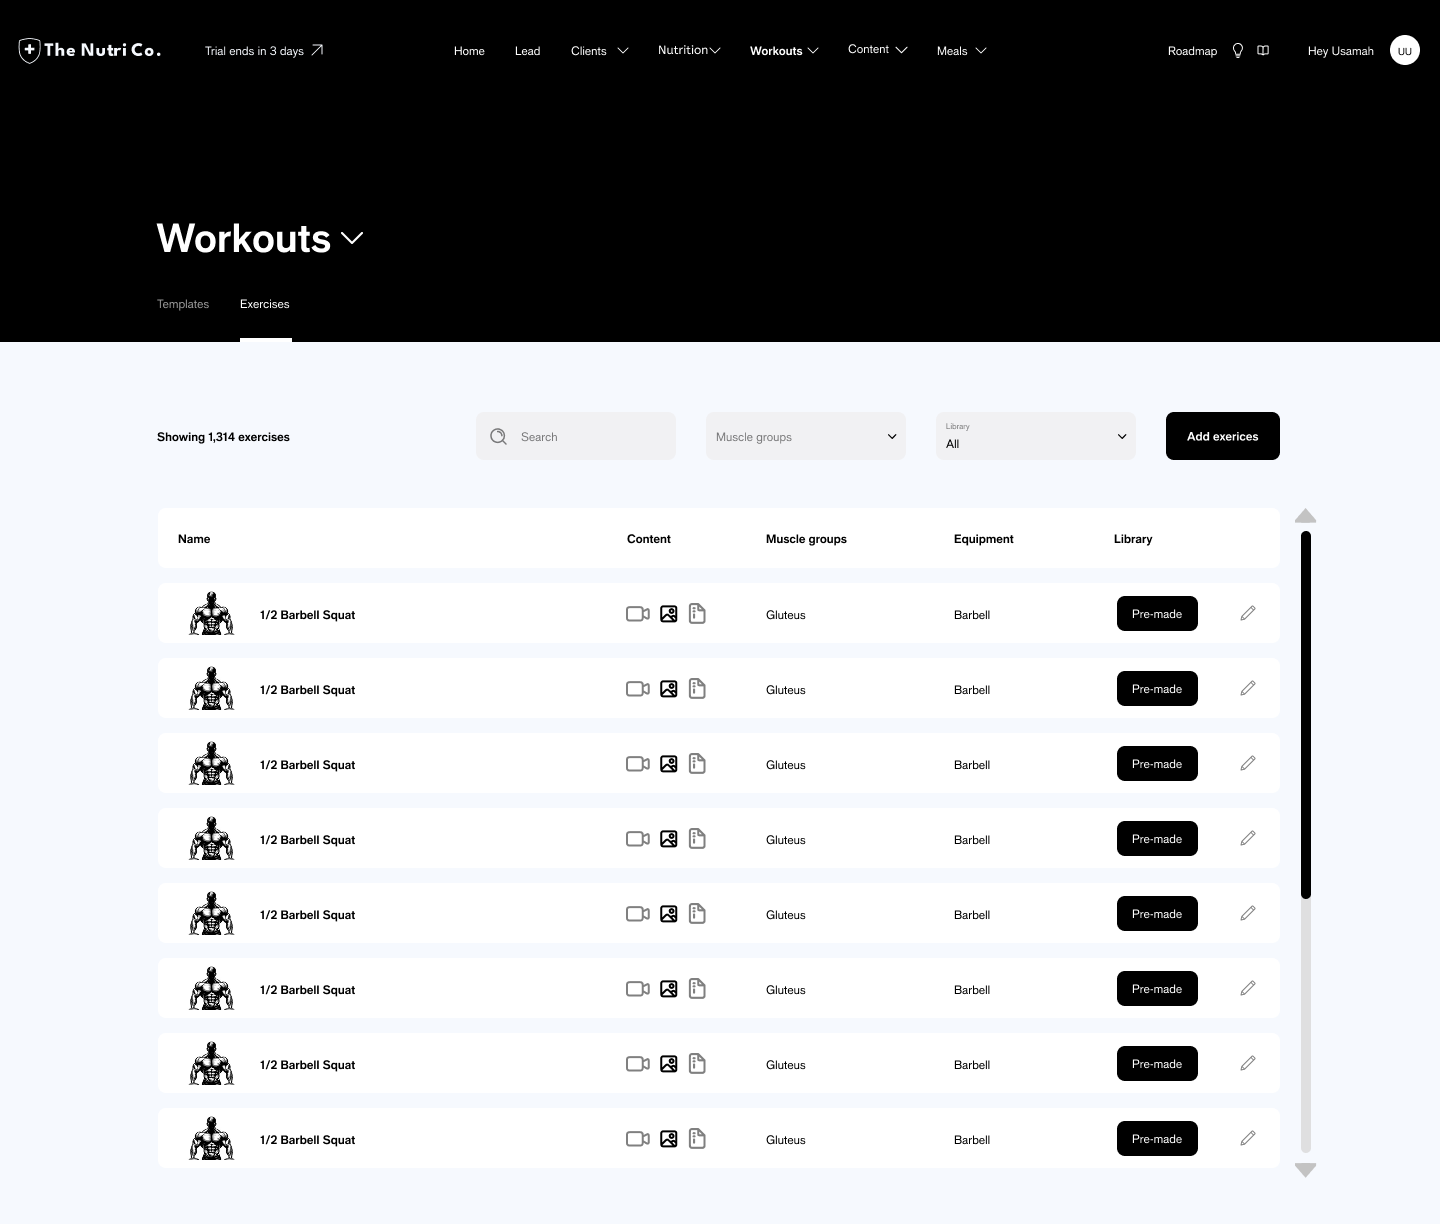 The Nutri Co.
Trial ends in 3 days
Home
Lead
Clients
Nutrition
Workouts
Content
Meals
Roadmap
Hey Usamah
UU
Workouts
Templates
Exercises
Showing 1,314 exercises
Search
Muscle groups
Library
All
Add exerices
Name
Content
Muscle groups
Equipment
Library
1/2 Barbell Squat
Gluteus
Barbell
Pre-made
1/2 Barbell Squat
Gluteus
Barbell
Pre-made
1/2 Barbell Squat
Gluteus
Barbell
Pre-made
1/2 Barbell Squat
Gluteus
Barbell
Pre-made
1/2 Barbell Squat
Gluteus
Barbell
Pre-made
1/2 Barbell Squat
Gluteus
Barbell
Pre-made
1/2 Barbell Squat
Gluteus
Barbell
Pre-made
1/2 Barbell Squat
Gluteus
Barbell
Pre-made